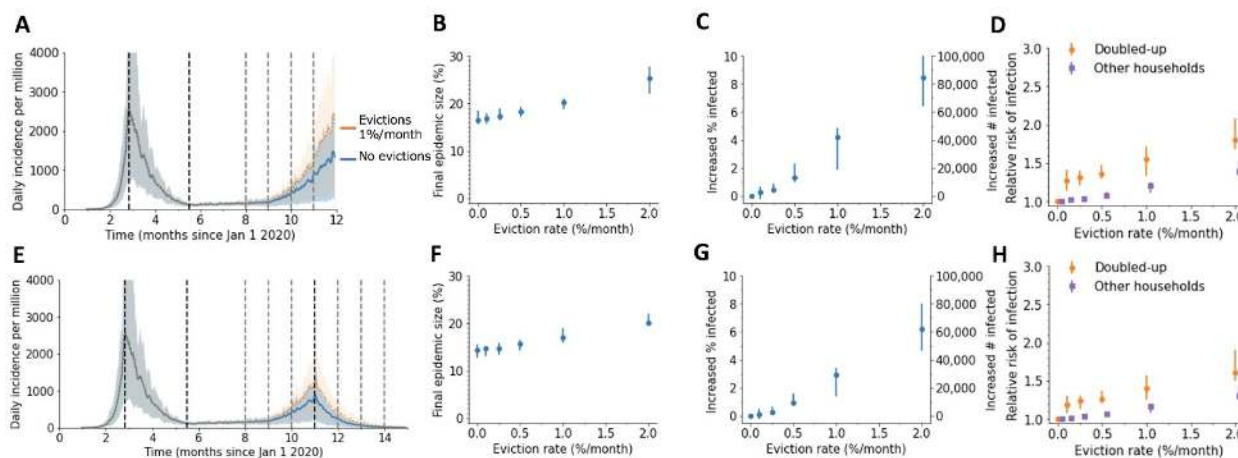 A
Daily incidence per million
4000
3000
2000
1000
0
0 2 4 6 8 10 12
Time (months since Jan 1 2020)
Evictions
1%/month
No evictions
B
Final epidemic size (%)
30
20
10
0
0.0 0.5 1.0 1.5 2.0
Eviction rate (%/month)
C
Increased % infected
10
8
6
4
2
0
0.0 0.5 1.0 1.5 2.0
Eviction rate (%/month)
100,000
80,000
60,000
40,000
20,000
0
Increased # infected
D
Relative risk of infection
3.0
2.5
2.0
1.5
1.0
0.0 0.5 1.0 1.5 2.0
Eviction rate (%/month)
Doubled-up
Other households
E
Daily incidence per million
4000
3000
2000
1000
0
0 2 4 6 8 10 12 14
Time (months since Jan 1 2020)
F
Final epidemic size (%)
30
20
10
0
0.0 0.5 1.0 1.5 2.0
Eviction rate (%/month)
G
Increased % infected
10
8
6
4
2
0
0.0 0.5 1.0 1.5 2.0
Eviction rate (%/month)
100,000
80,000
60,000
40,000
20,000
0
Increased # infected
H
Relative risk of infection
3.0
2.5
2.0
1.5
1.0
0.0 0.5 1.0 1.5 2.0
Eviction rate (%/month)
Doubled-up
Other households